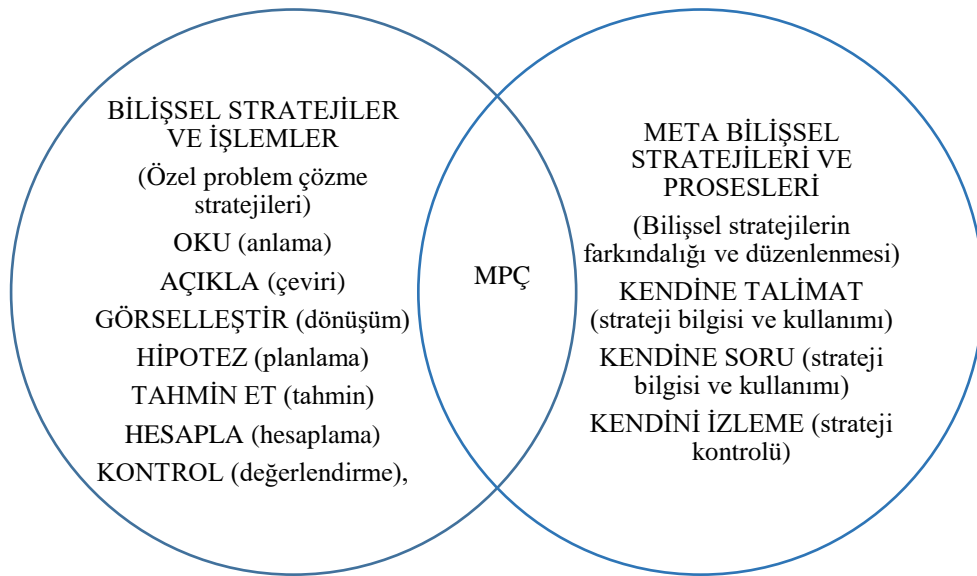 BİLİŞSEL STRATEJİLER
VE İŞLEMLER
(Özel problem çözme
stratejileri)
OKU (anlama)
AÇIKLA (çeviri)
GÖRSELLEŞTİR (dönüşüm)
HİPOTEZ (planlama)
TAHMİN ET (tahmin)
HESAPLA (hesaplama)
KONTROL (değerlendirme),
MPÇ
META BİLİŞSEL
STRATEJİLERİ VE
PROSESLERİ
(Bilişsel stratejilerin
farkındalığı ve düzenlenmesi)
KENDİNE TALİMAT
(strateji bilgisi ve kullanımı)
KENDİNE SORU (strateji
bilgisi ve kullanımı)
KENDİNİ İZLEME (strateji
kontrolü)